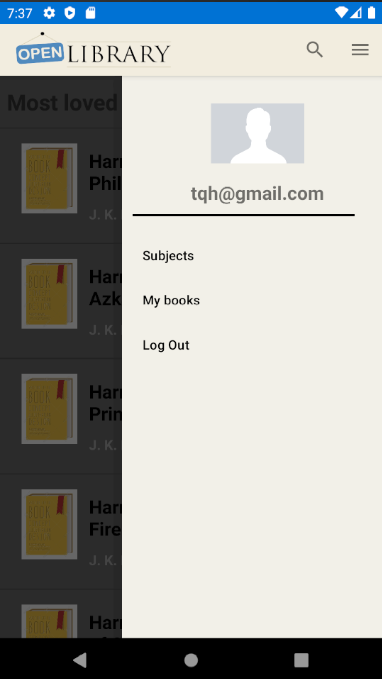 7:37
OPEN LIBRARY
Most loved
tqh@gmail.com
Subjects
My books
Log Out
Harr
Phil
J. K.
Harr
Azk
J. K.
Harr
Prin
J. K.
Harr
Fire
J. K.
Harr